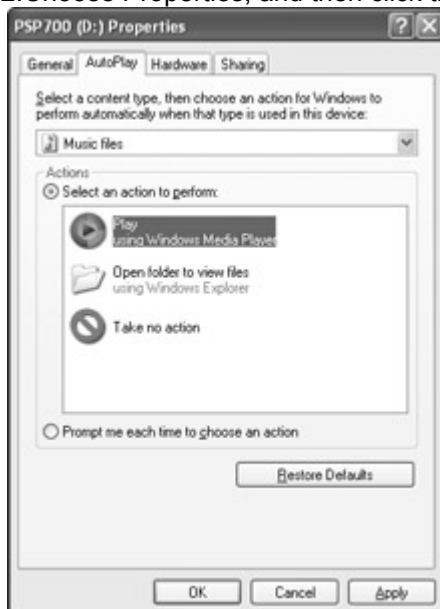 PSP700 (D:) Properties
General AutoPlay Hardware Sharing
Select a content type, then choose an action for Windows to
perform automatically when that type is used in this device:
Music files
Actions
Select an action to perform:
Play
using Windows Media Player
Open folder to view files
using Windows Explorer
Take no action
Prompt me each time to choose an action
Restore Defaults
OK Cancel Apply